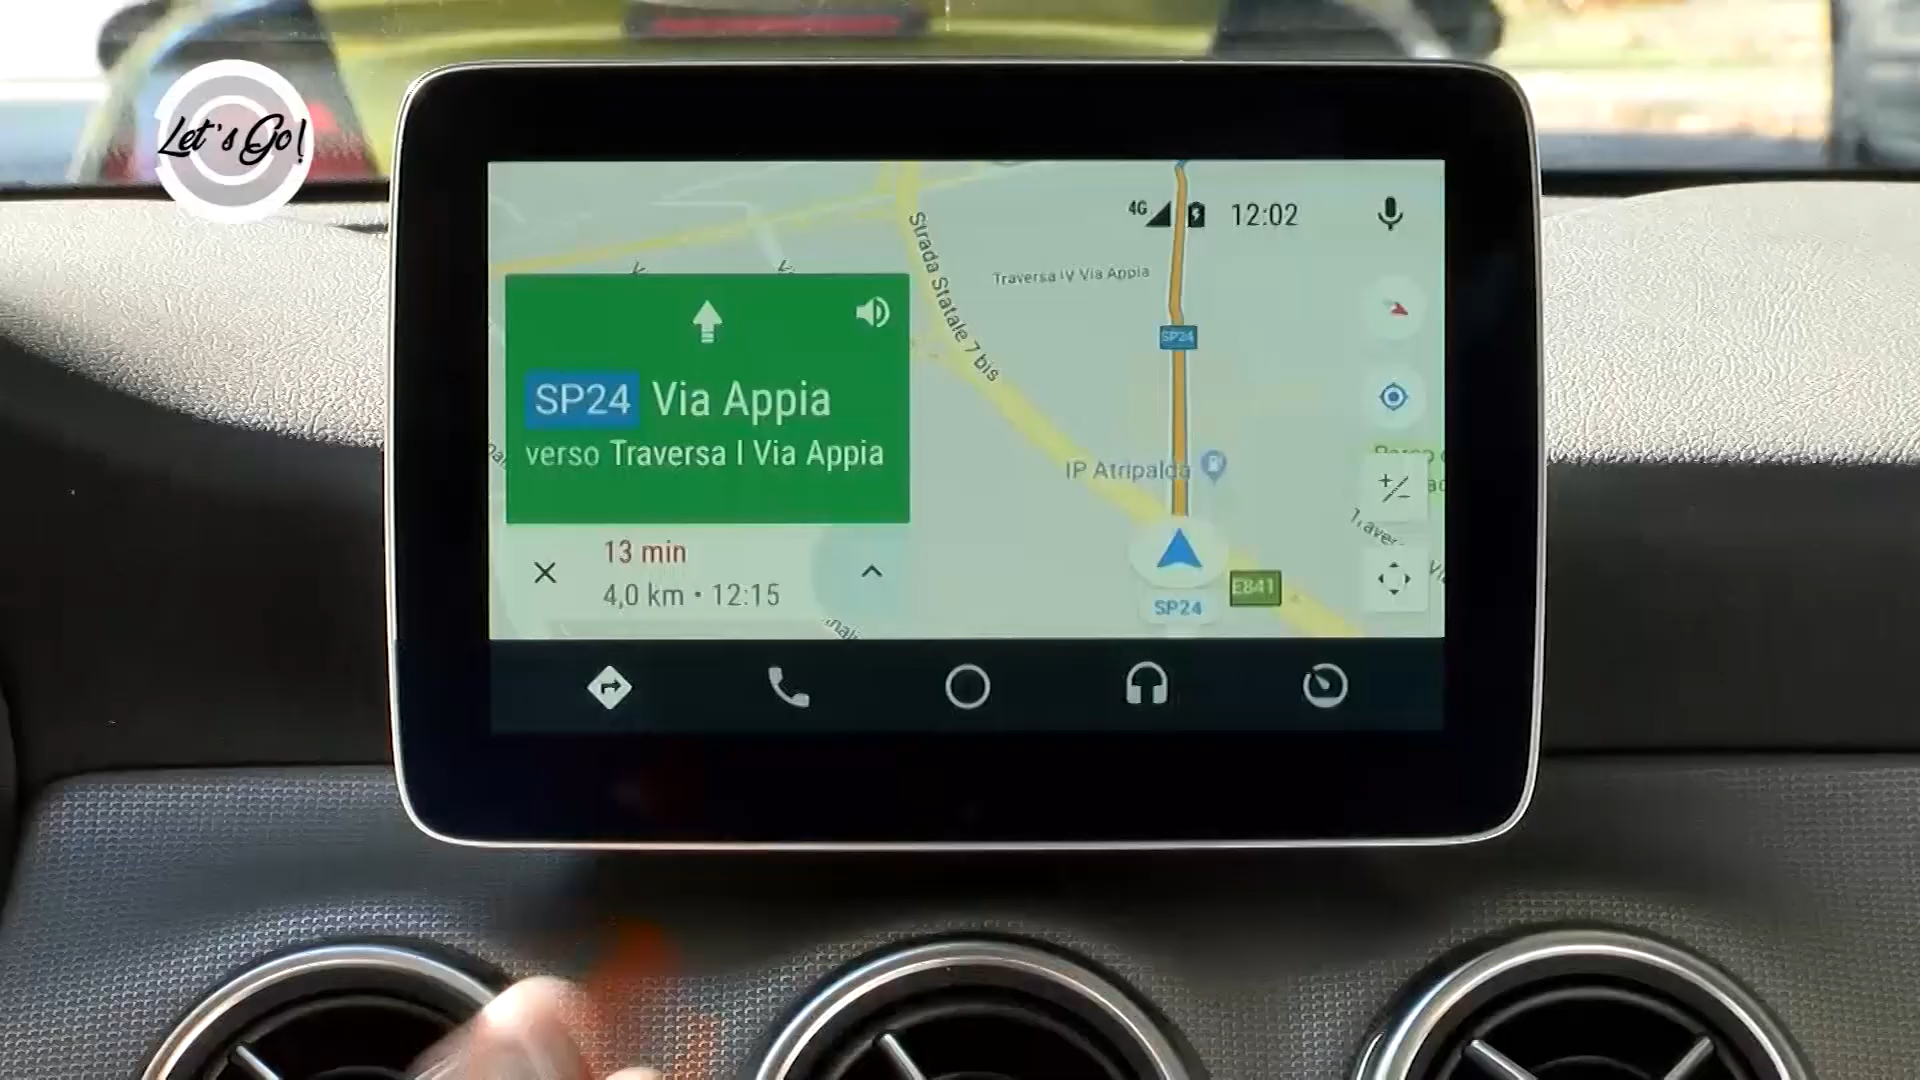 Let's Go!
4G 12:02
Strada Statale 7 bis
Traversa IV Via Appia
SP24
SP24 Via Appia
verso Traversa I Via Appia
IP Atripalda
13 min
4,0 km • 12:15
E841
SP24